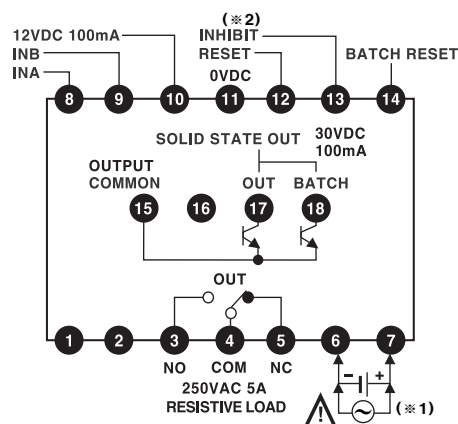 (※2)
12VDC 100mA INHIBIT
INB RESET BATCH RESET
INA 0VDC
8 9 10 11 12 13 14
SOLID STATE OUT 30VDC
100mA
OUTPUT
COMMON OUT BATCH
15 16 17 18
OUT
1 2 3 4 5 6 7
NO COM NC - +
250VAC 5A (※1)
RESISTIVE LOAD